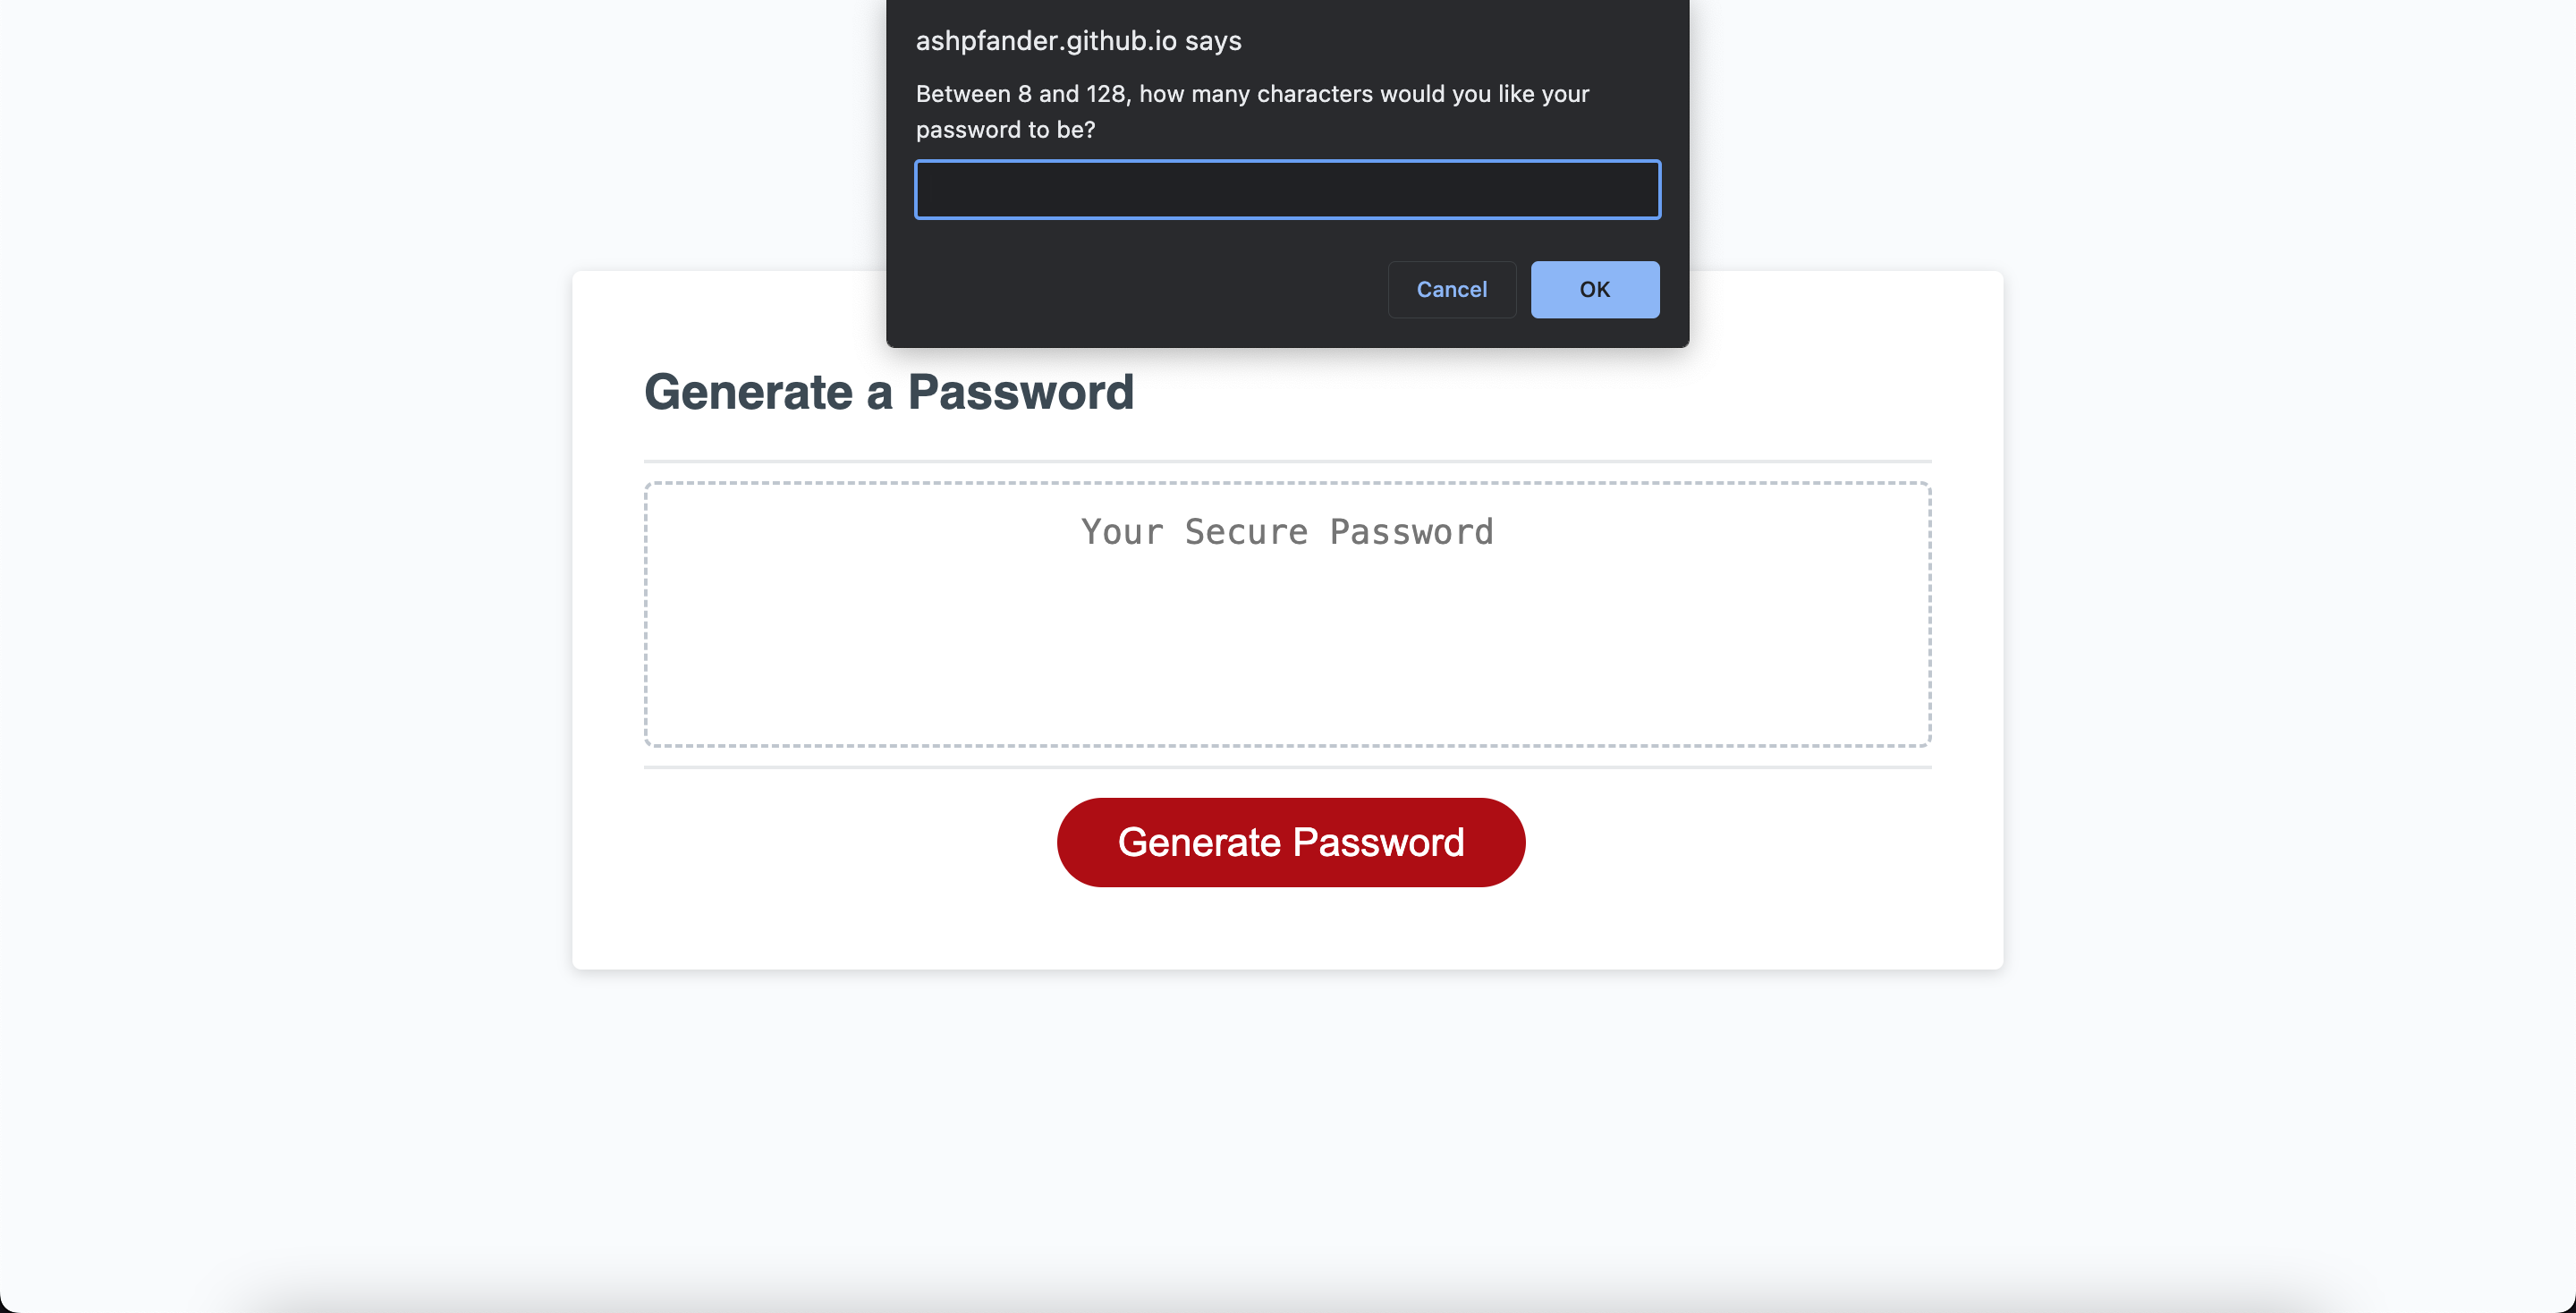 ashpfander.github.io says
Between 8 and 128, how many characters would you like your
password to be?
Cancel
OK
Generate a Password
Your Secure Password
Generate Password